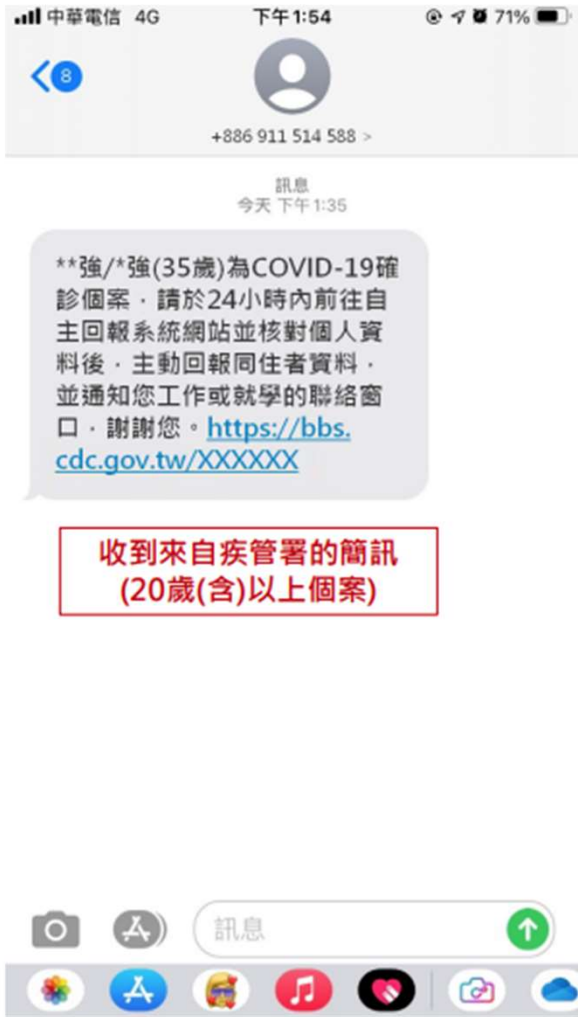 中華電信 4G 下午1:54 71%
8
+886 911 514 588 >
訊息
今天 下午1:35
**強/*強(35歲)為COVID-19確
診個案，請於24小時內前往自
主回報系統網站並核對個人資
料後，主動回報同住者資料，
並通知您工作或就學的聯絡窗
口，謝謝您。https://bbs.
cdc.gov.tw/XXXXXX
收到來自疾管署的簡訊
(20歲(含)以上個案)
訊息